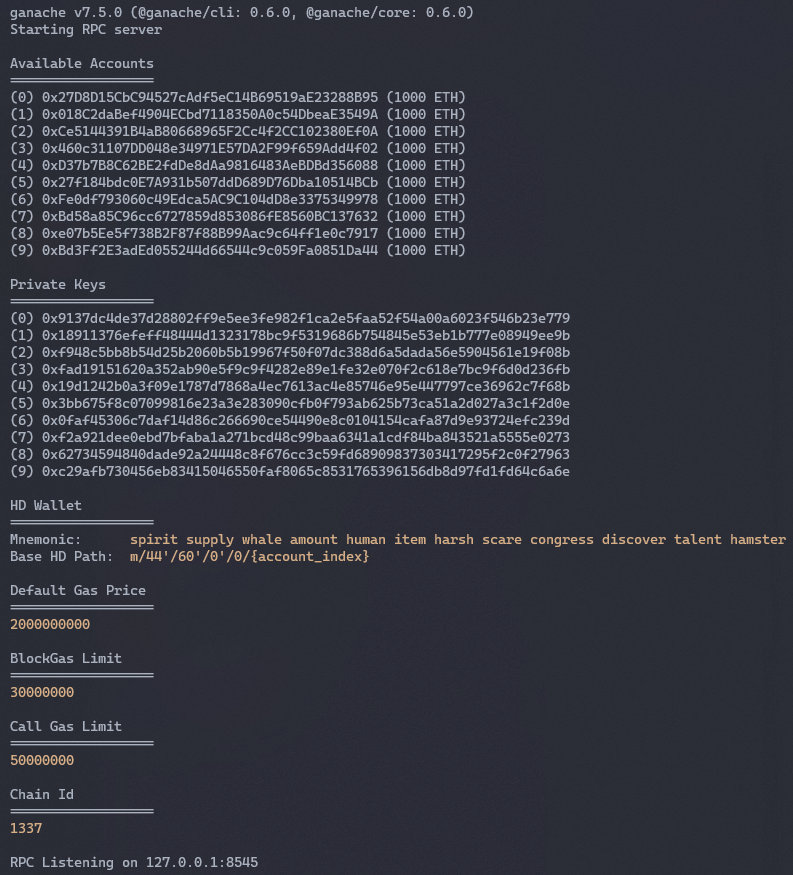 ganache v7.5.0 (@ganache/cli: 0.6.0, @ganache/core: 0.6.0)
Starting RPC server
Available Accounts
==================
(0) 0x27D8D15CbC94527cAdf5eC14B69519aE23288B95 (1000 ETH)
(1) 0x018C2daBef4904ECbd7118350A0c54DbeaE3549A (1000 ETH)
(2) 0xCe5144391B4aB80668965F2Cc4f2CC102380Ef0A (1000 ETH)
(3) 0x460c31107DD048e34971E57DA2F99f659Add4f02 (1000 ETH)
(4) 0xD37b7B8C62BE2fdDe8dAa9816483AeBDBd356088 (1000 ETH)
(5) 0x27f184bdc0E7A931b507ddD689D76Dba10514BCb (1000 ETH)
(6) 0xFe0df793060c49Edca5AC9C104dD8e3375349978 (1000 ETH)
(7) 0xBd58a85C96cc6727859d853086fE8560BC137632 (1000 ETH)
(8) 0xe07b5Ee5f738B2F87f88B99Aac9c64ff1e0c7917 (1000 ETH)
(9) 0xBd3Ff2E3adEd055244d66544c9c059Fa0851Da44 (1000 ETH)
Private Keys
==================
(0) 0x9137dc4de37d28802ff9e5ee3fe982f1ca2e5faa52f54a00a6023f546b23e779
(1) 0x18911376efeff48444d1323178bc9f5319686b754845e53eb1b777e08949ee9b
(2) 0xf948c5bb8b54d25b2060b5b19967f50f07dc388d6a5dada56e5904561e19f08b
(3) 0xfad19151620a352ab90e5f9c9f4282e89e1fe32e070f2c618e7bc9f6d0d236fb
(4) 0x19d1242b0a3f09e1787d7868a4ec7613ac4e85746e95e447797ce36962c7f68b
(5) 0x3bb675f8c07099816e23a3e283090cfb0f793ab625b73ca51a2d027a3c1f2d0e
(6) 0x0faf45306c7daf14d86c266690ce54490e8c0104154cafa87d9e93724efc239d
(7) 0xf2a921dee0ebd7bfaba1a271bcd48c99baa6341a1cdf84ba843521a5555e0273
(8) 0x62734594840dade92a24448c8f676cc3c59fd68909837303417295f2c0f27963
(9) 0xc29afb730456eb83415046550faf8065c8531765396156db8d97fd1fd64c6a6e
HD Wallet
==================
Mnemonic:      spirit supply whale amount human item harsh scare congress discover talent hamster
Base HD Path:  m/44'/60'/0'/0/{account_index}
Default Gas Price
==================
2000000000
BlockGas Limit
==================
30000000
Call Gas Limit
==================
50000000
Chain Id
==================
1337
RPC Listening on 127.0.0.1:8545